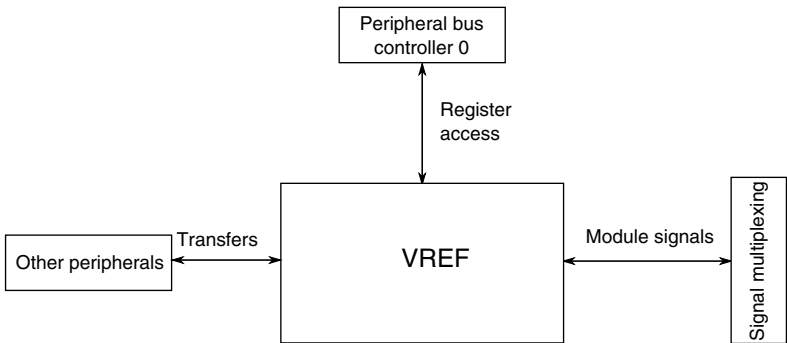 Peripheral bus
controller 0
Register
access
Transfers
Other peripherals
VREF
Module signals
Signal multiplexing